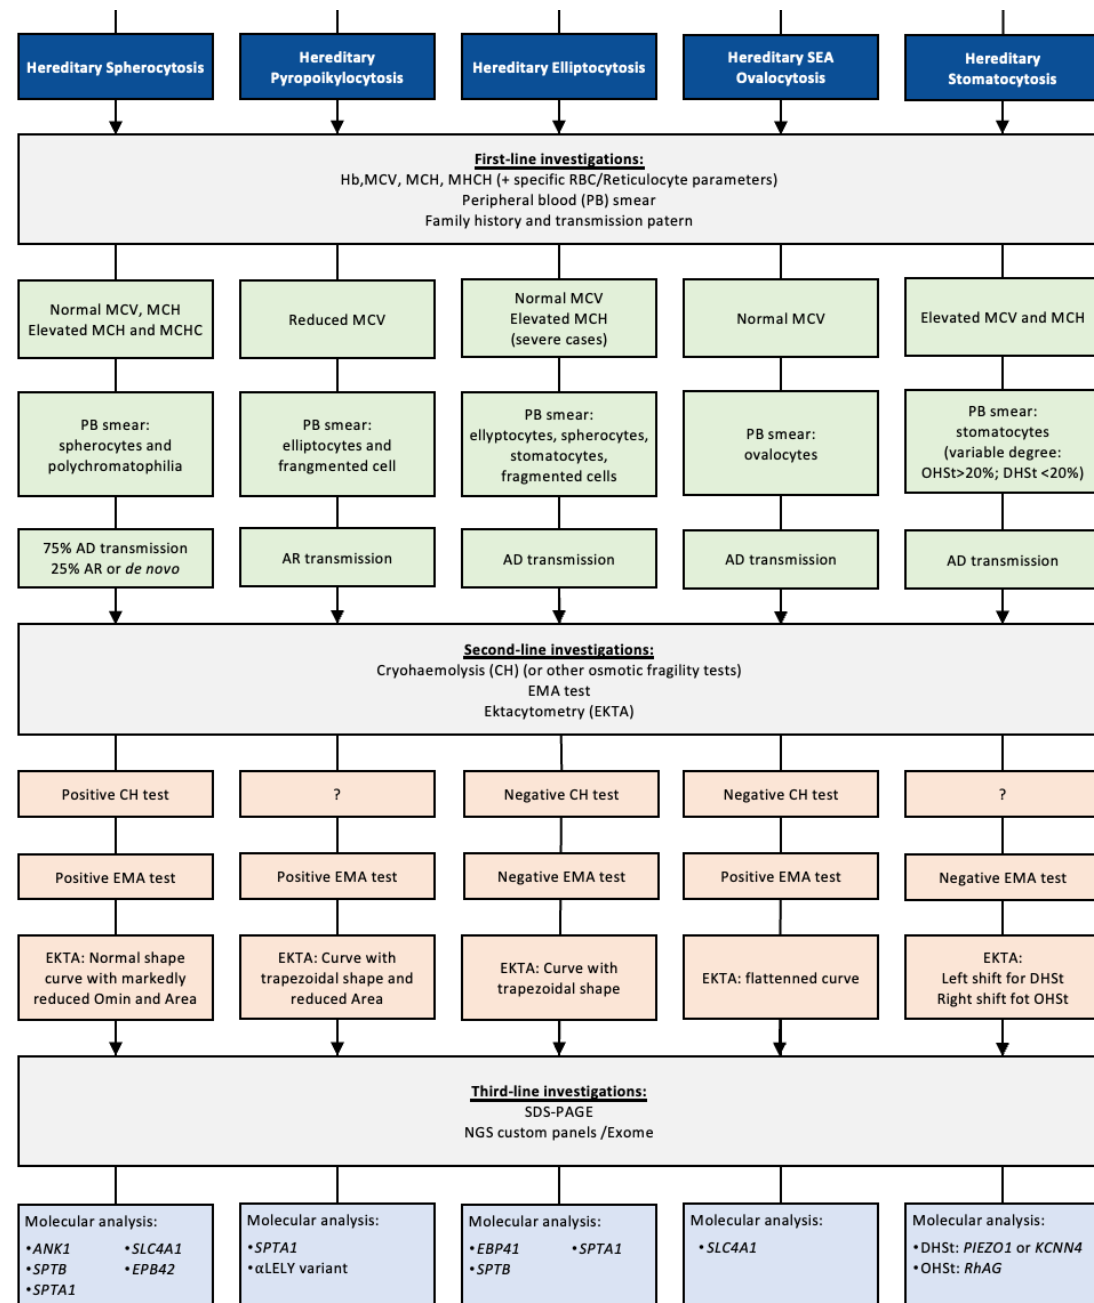 Hereditary Spherocytosis
Hereditary
Pyropoikylocytosis
Hereditary Elliptocytosis
Hereditary SEA
Ovalocytosis
Hereditary
Stomatocytosis
First-line investigations:
Hb,MCV, MCH, MHCH (+ specific RBC/Reticulocyte parameters)
Peripheral blood (PB) smear
Family history and transmission patern
Normal MCV, MCH
Elevated MCH and MCHC
Reduced MCV
Normal MCV
Elevated MCH
(severe cases)
Normal MCV
Elevated MCV and MCH
PB smear:
spherocytes and
polychromatophilia
PB smear:
elliptocytes and
frangmented cell
PB smear:
ellyptocytes, spherocytes,
stomatocytes,
fragmented cells
PB smear:
ovalocytes
PB smear:
stomatocytes
(variable degree:
OHSt>20%; DHSt <20%)
75% AD transmission
25% AR or de novo
AR transmission
AD transmission
AD transmission
AD transmission
Second-line investigations:
Cryohaemolysis (CH) (or other osmotic fragility tests)
EMA test
Ektacytometry (EKTA)
Positive CH test
?
Negative CH test
Negative CH test
?
Positive EMA test
Positive EMA test
Negative EMA test
Positive EMA test
Negative EMA test
EKTA: Normal shape
curve with markedly
reduced Omin and Area
EKTA: Curve with
trapezoidal shape and
reduced Area
EKTA: Curve with
trapezoidal shape
EKTA: flattenned curve
EKTA:
Left shift for DHSt
Right shift fot OHSt
Third-line investigations:
SDS-PAGE
NGS custom panels /Exome
Molecular analysis:
•ANK1 •SLC4A1
•SPTB •EPB42
•SPTA1
Molecular analysis:
•SPTA1
•αLELY variant
Molecular analysis:
•EBP41 •SPTA1
•SPTB
Molecular analysis:
•SLC4A1
Molecular analysis:
•DHSt: PIEZO1 or KCNN4
•OHSt: RhAG